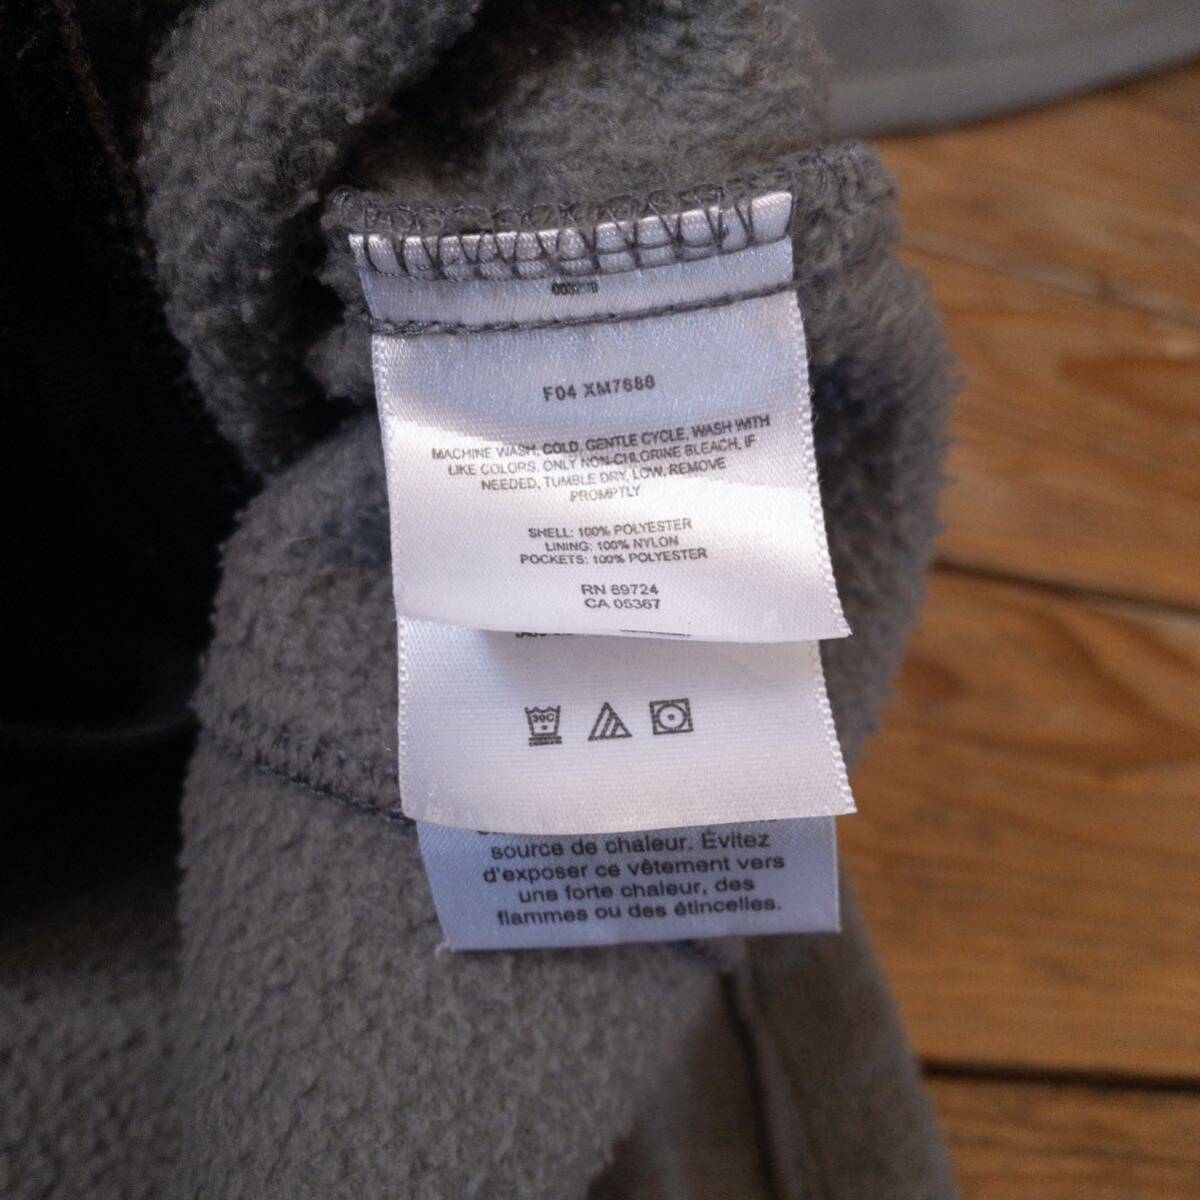 F04 XM7686
MACHINE WASH, COLD, GENTLE CYCLE, WASH WITH
LIKE COLORS, ONLY NON-CHLORINE BLEACH, IF
NEEDED, TUMBLE DRY, LOW, REMOVE
PROMPTLY
SHELL: 100% POLYESTER
LINING: 100% NYLON
POCKETS: 100% POLYESTER
RN 69724
CA 05367
30C
source de chaleur. Évitez
d'exposer ce vêtement vers
une forte chaleur, des
flammes ou des étincelles.